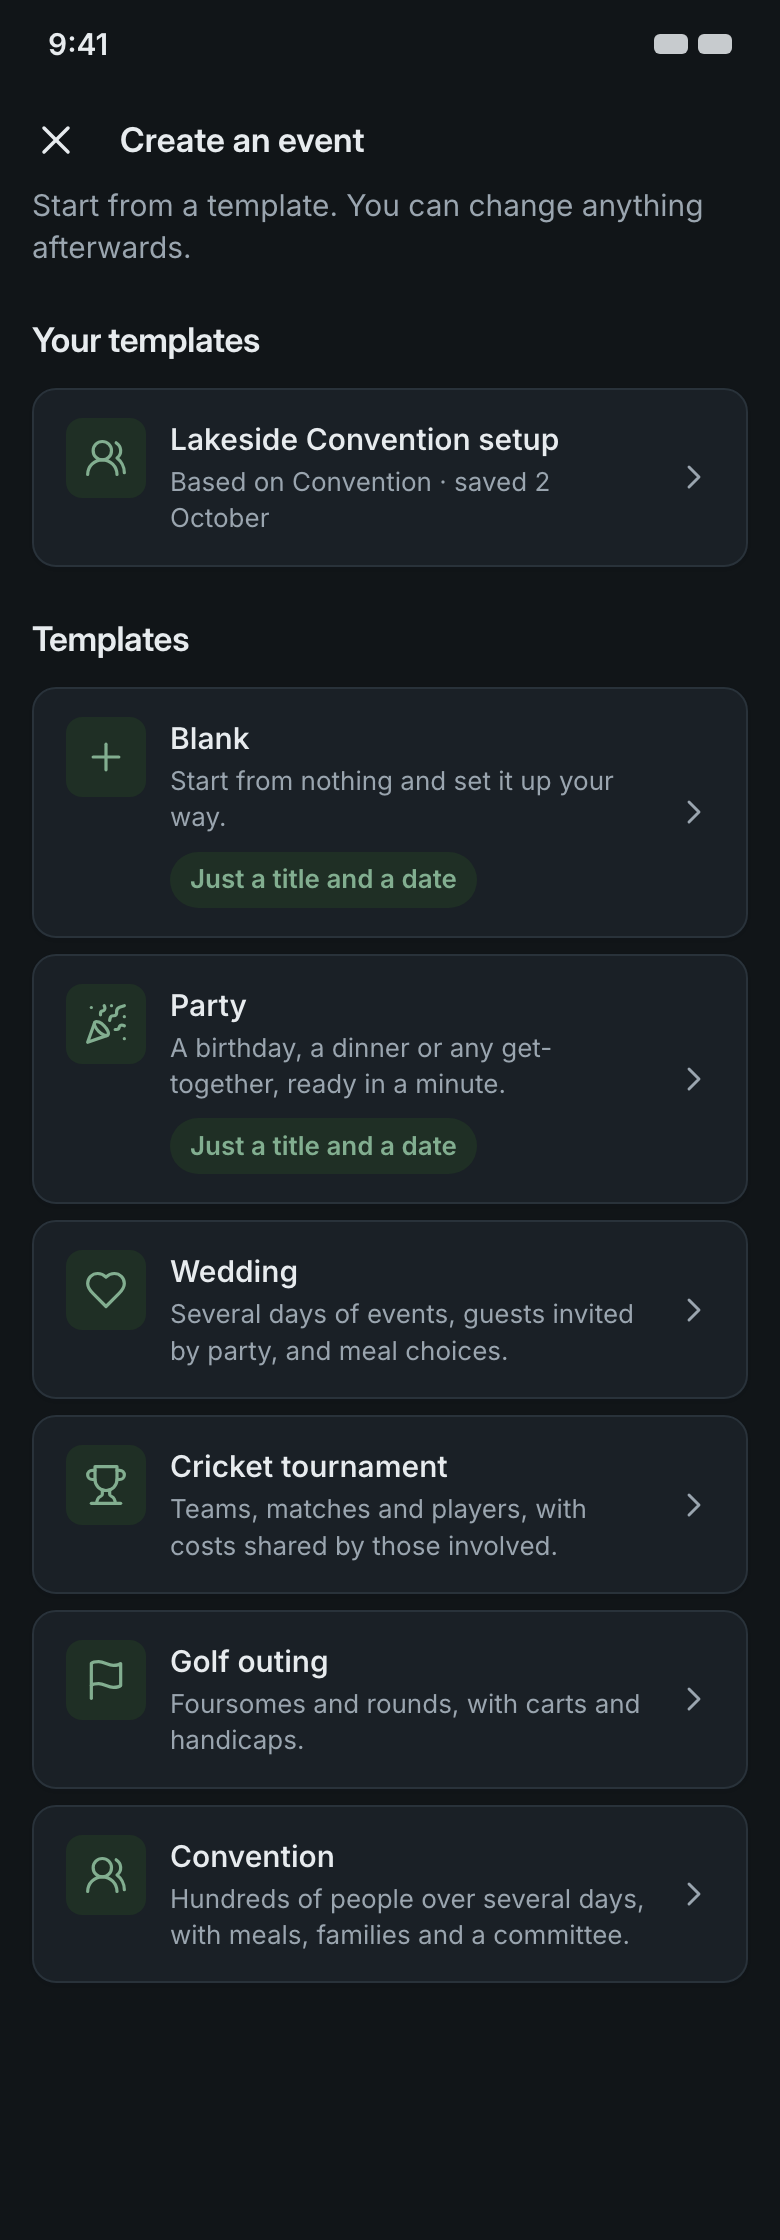 9:41
Create an event
Start from a template. You can change anything
afterwards.
Your templates
Lakeside Convention setup
Based on Convention · saved 2
October
Templates
Blank
Start from nothing and set it up your
way.
Just a title and a date
Party
A birthday, a dinner or any get-
together, ready in a minute.
Just a title and a date
Wedding
Several days of events, guests invited
by party, and meal choices.
Cricket tournament
Teams, matches and players, with
costs shared by those involved.
Golf outing
Foursomes and rounds, with carts and
handicaps.
Convention
Hundreds of people over several days,
with meals, families and a committee.